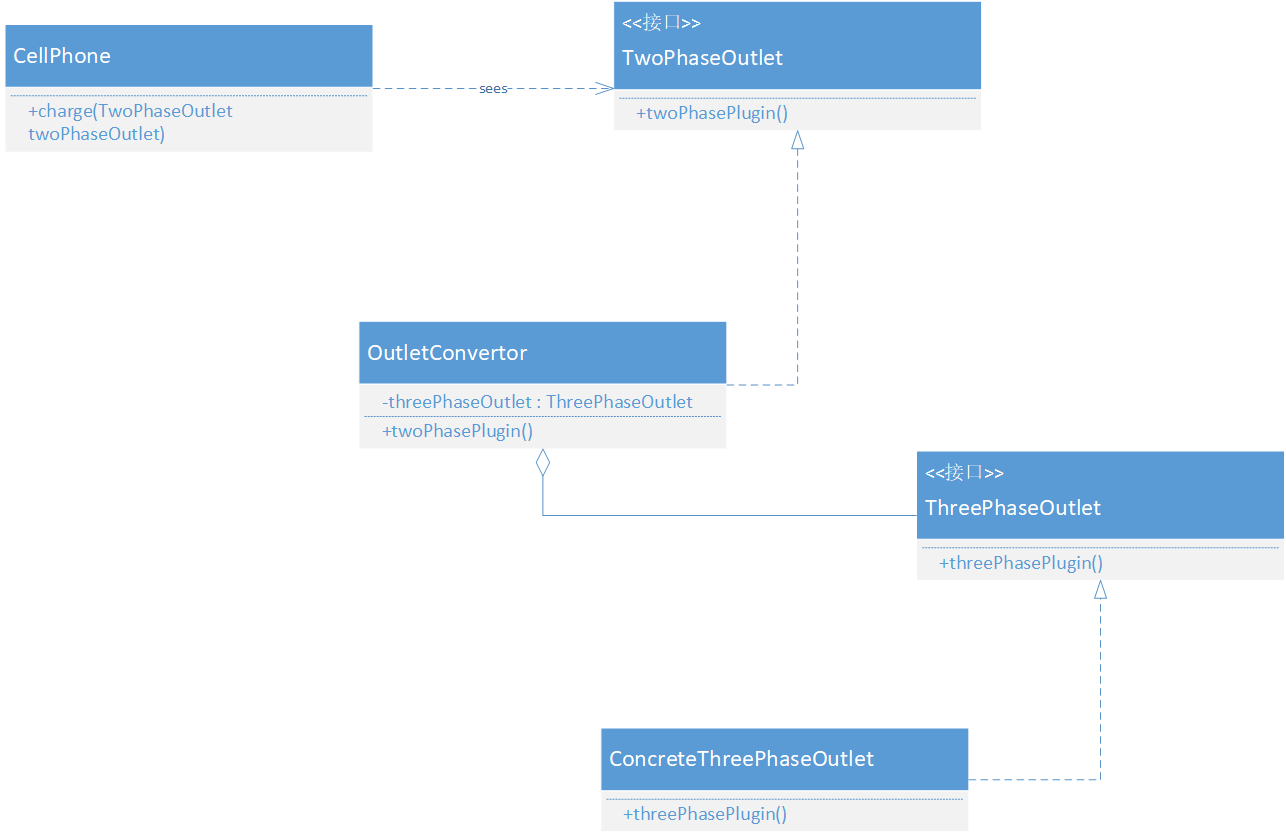 CellPhone
+charge(TwoPhaseOutlet
twoPhaseOutlet)
sees
<<接口>>
TwoPhaseOutlet
+twoPhasePlugin()
OutletConvertor
-threePhaseOutlet : ThreePhaseOutlet
+twoPhasePlugin()
<<接口>>
ThreePhaseOutlet
+threePhasePlugin()
ConcreteThreePhaseOutlet
+threePhasePlugin()